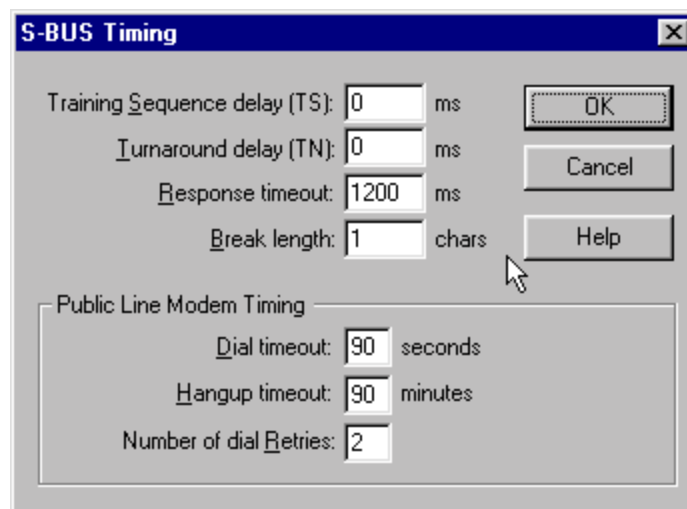 S-BUS Timing
Training Sequence delay (TS): 0 ms
OK
Turnaround delay (TN): 0 ms
Cancel
Response timeout: 1200 ms
Break length: 1 chars
Help
Public Line Modem Timing
Dial timeout: 90 seconds
Hangup timeout: 90 minutes
Number of dial Retries: 2